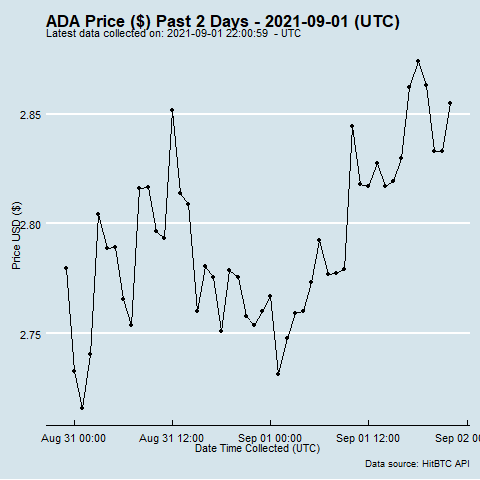 ADA Price ($) Past 2 Days - 2021-09-01 (UTC)
Latest data collected on: 2021-09-01 22:00:59 - UTC
2.85
2.80
2.75
Price USD ($)
Aug 31 00:00 Aug 31 12:00 Sep 01 00:00 Sep 01 12:00 Sep 02 00
Date Time Collected (UTC)
Data source: HitBTC API